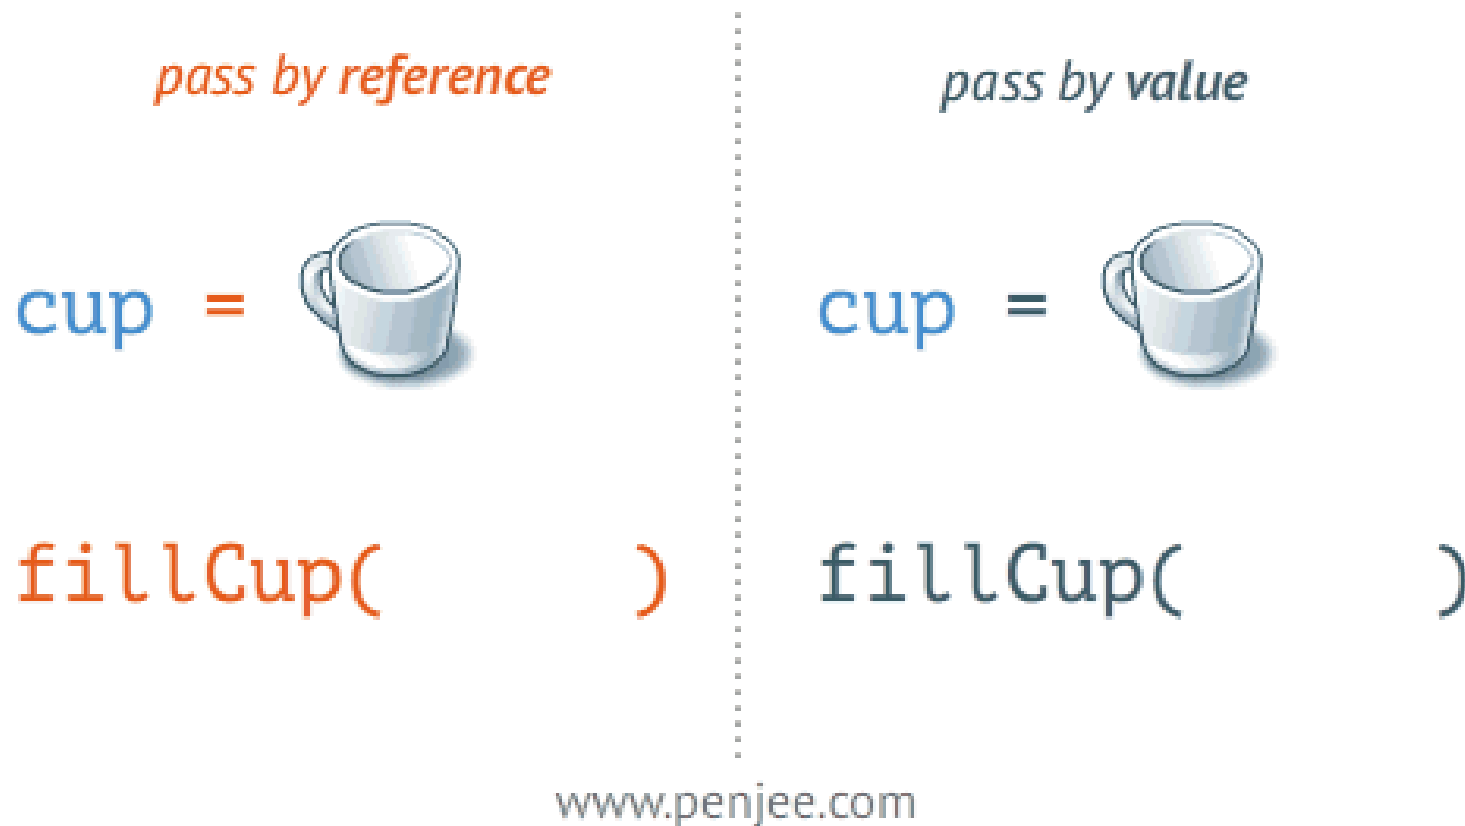 pass by reference
cup =
fillCup( )
pass by value
cup =
fillCup( )
www.penjee.com